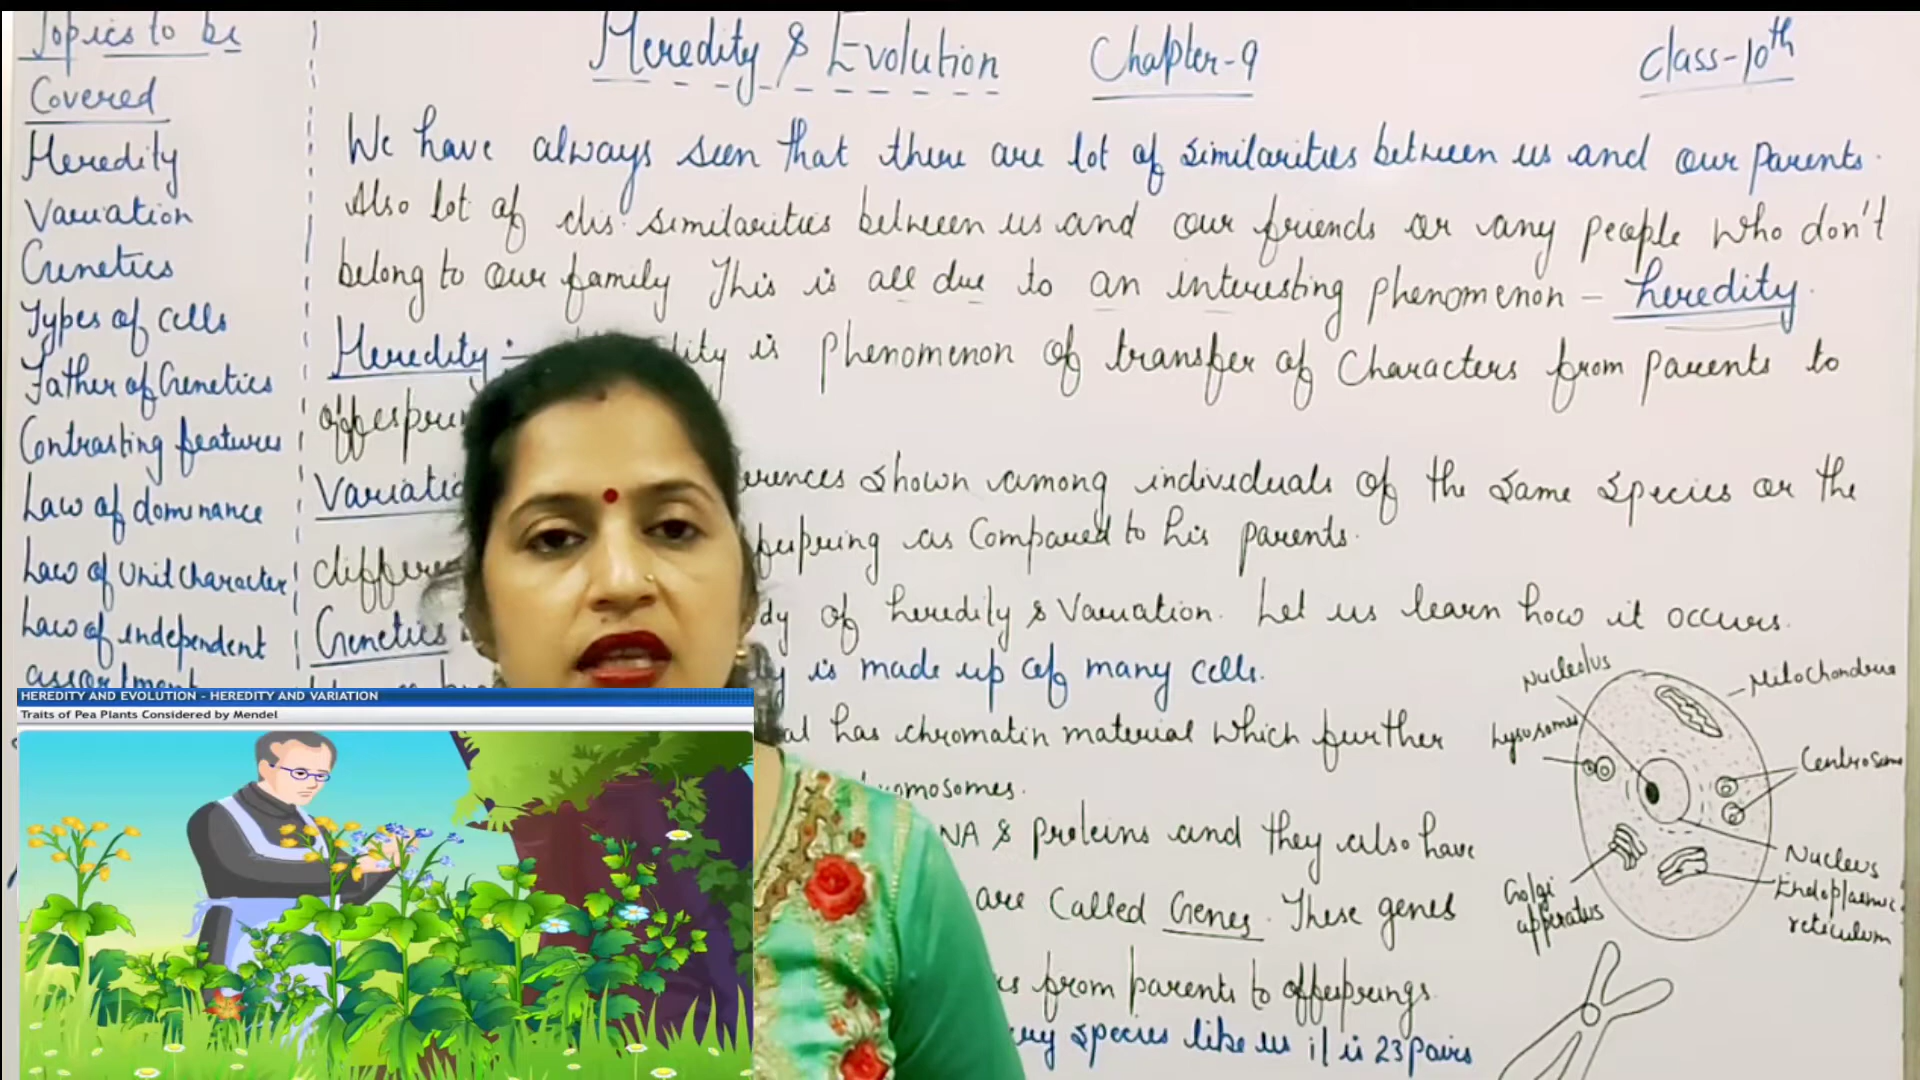 Topics to be
Covered
Heredity
Variation
Genetics
Types of cells
Father of Genetics
Contrasting features
Law of dominance
Law of Unit character
Law of independent
assortment
Heredity & Evolution Chapter-9 Class-10th
We have always seen that there are lot of similarities between us and our parents.
Also lot of dis-similarities between us and our friends or any people who don't
belong to our family This is all due to an interesting phenomenon - heredity.
Heredity :- is phenomenon of transfer of Characters from parents to
shown among individuals of the same species or the
as Compared to his parents.
Genetics of heredity & Variation. Let us learn how it occurs.
is made up of many cells.
has chromatin material which further
& proteins and they also have
are Called Genes. These genes
from parents to offsprings.
species like us it is 23 pairs
Nucleolus
Mitochondria
Lysosomes
Centrosome
Nucleus
Golgi
apparatus
Endoplasmic
reticulum
HEREDITY AND EVOLUTION - HEREDITY AND VARIATION
Traits of Pea Plants Considered by Mendel